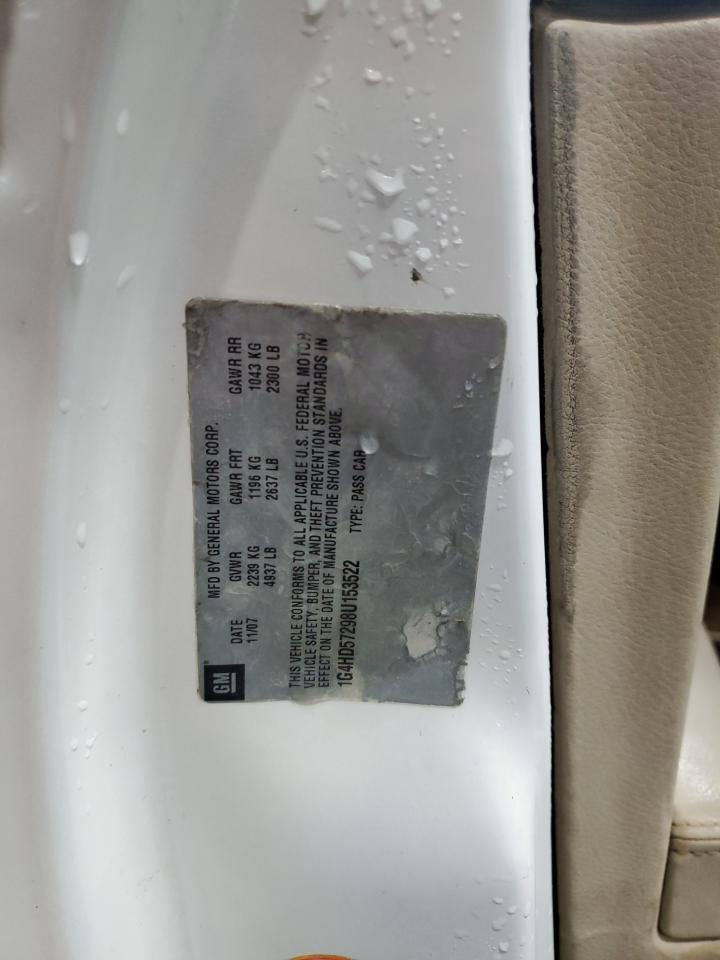 GM
MFD BY GENERAL MOTORS CORP.
DATE GVWR GAWR FRT GAWR RR
11/07 2239 KG 1196 KG 1043 KG
4937 LB 2637 LB 2300 LB
THIS VEHICLE CONFORMS TO ALL APPLICABLE U.S. FEDERAL MOTOR
VEHICLE SAFETY, BUMPER, AND THEFT PREVENTION STANDARDS IN
EFFECT ON THE DATE OF MANUFACTURE SHOWN ABOVE.
1G4HD57298U153522 TYPE: PASS CAR